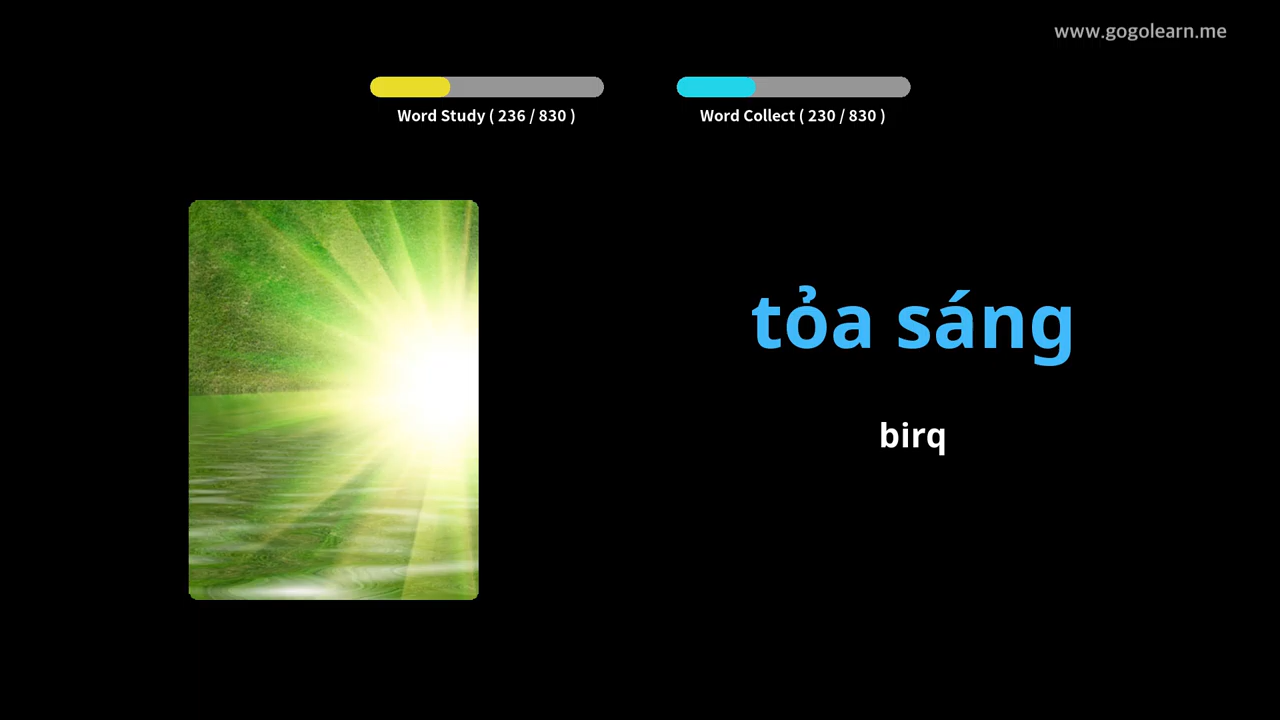 www.gogolearn.me
Word Study ( 236 / 830 )
Word Collect ( 230 / 830 )
tỏa sáng
birq